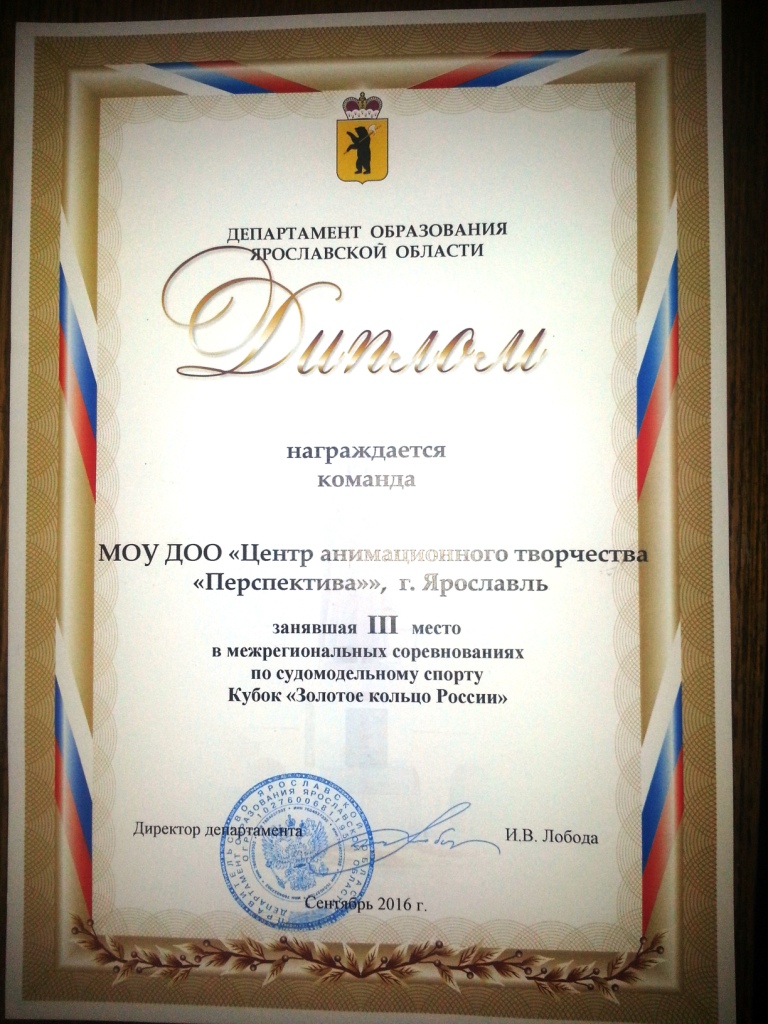 ДЕПАРТАМЕНТ ОБРАЗОВАНИЯ
ЯРОСЛАВСКОЙ ОБЛАСТИ
Диплом
награждается
команда
МОУ ДОО «Центр анимационного творчества
«Перспектива»», г. Ярославль
занявшая III место
в межрегиональных соревнованиях
по судомодельному спорту
Кубок «Золотое кольцо России»
Директор департамента
И.В. Лобода
Сентябрь 2016 г.